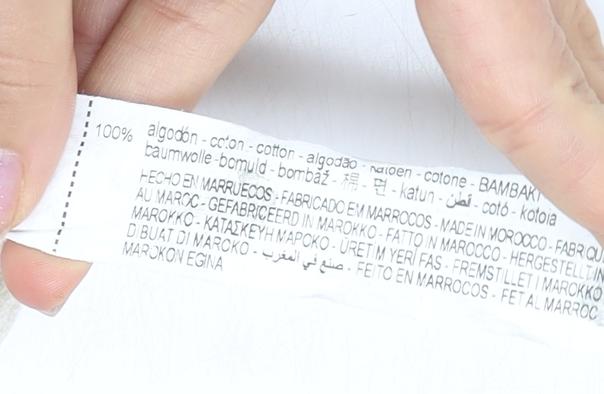 100% algodón - coton - cotton - algodão - katoen - cotone - BAMBAKI
baumwolle - bomuld - bombaž - 棉 - 면 - katun - قطن - cotó - kotoia
HECHO EN MARRUECOS - FABRICADO EM MARROCOS - MADE IN MOROCCO - FABRIQU
AU MAROC - GEFABRICEERD IN MAROKKO - FATTO IN MAROCCO - HERGESTELLT IN
MAROKKO - ΚΑΤΑΣΚΕΥΗ ΜΑΡΟΚΟ - ÜRETIM YERI FAS - FREMSTILLET I MAROKKO
DIBUAT DI MAROKO - صنع في المغرب - FEITO EN MARROCOS - FET AL MARROC
MAROKON EGINA